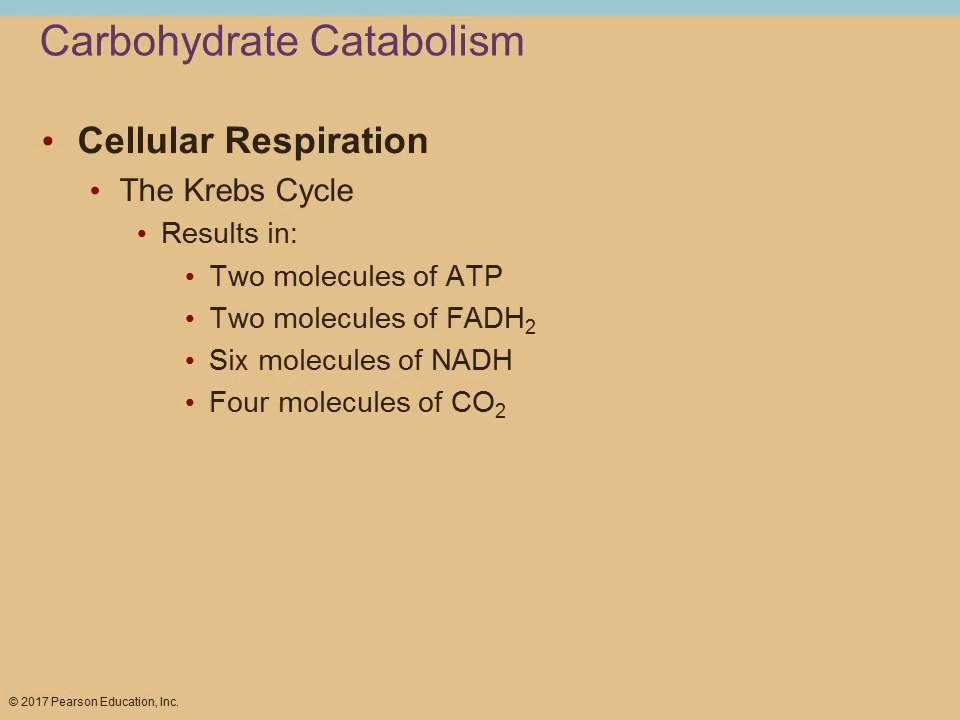 Carbohydrate Catabolism
• Cellular Respiration
• The Krebs Cycle
• Results in:
• Two molecules of ATP
• Two molecules of FADH₂
• Six molecules of NADH
• Four molecules of CO₂
© 2017 Pearson Education, Inc.